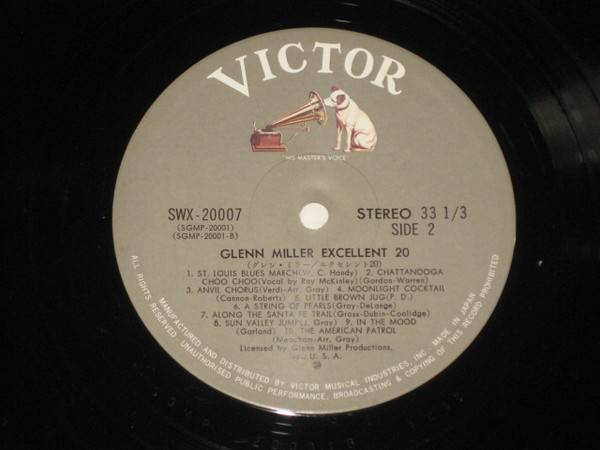 VICTOR
"HIS MASTER'S VOICE"
SWX-20007
(SGMP-20001)
(SGMP-20001-B)
STEREO 33 1/3
SIDE 2
GLENN MILLER EXCELLENT 20
(グレン・ミラー/エクセレント20)
1. ST. LOUIS BLUES MARCH(W. C. Handy) 2. CHATTANOOGA
CHOO CHOO(Vocal by Ray McKinley)(Gordon-Warren)
3. ANVIL CHORUS(Verdi-Arr. Gray) 4. MOONLIGHT COCKTAIL
(Cannon-Roberts) 5. LITTLE BROWN JUG(P. D.)
6. A STRING OF PEARLS(Gray-DeLange)
7. ALONG THE SANTA FE TRAIL(Gross-Dubin-Coolidge)
8. SUN VALLEY JUMP(J. Gray) 9. IN THE MOOD
(Garland) 10. THE AMERICAN PATROL
(Meacham-Arr. Gray)
Licensed by Glenn Miller Productions,
U. S. A.
ALL RIGHTS RESERVED. UNAUTHORISED PUBLIC PERFORMANCE, BROADCASTING & COPYING OF THIS RECORD PROHIBITED
MANUFACTURED AND DISTRIBUTED BY VICTOR MUSICAL INDUSTRIES, INC. MADE IN JAPAN